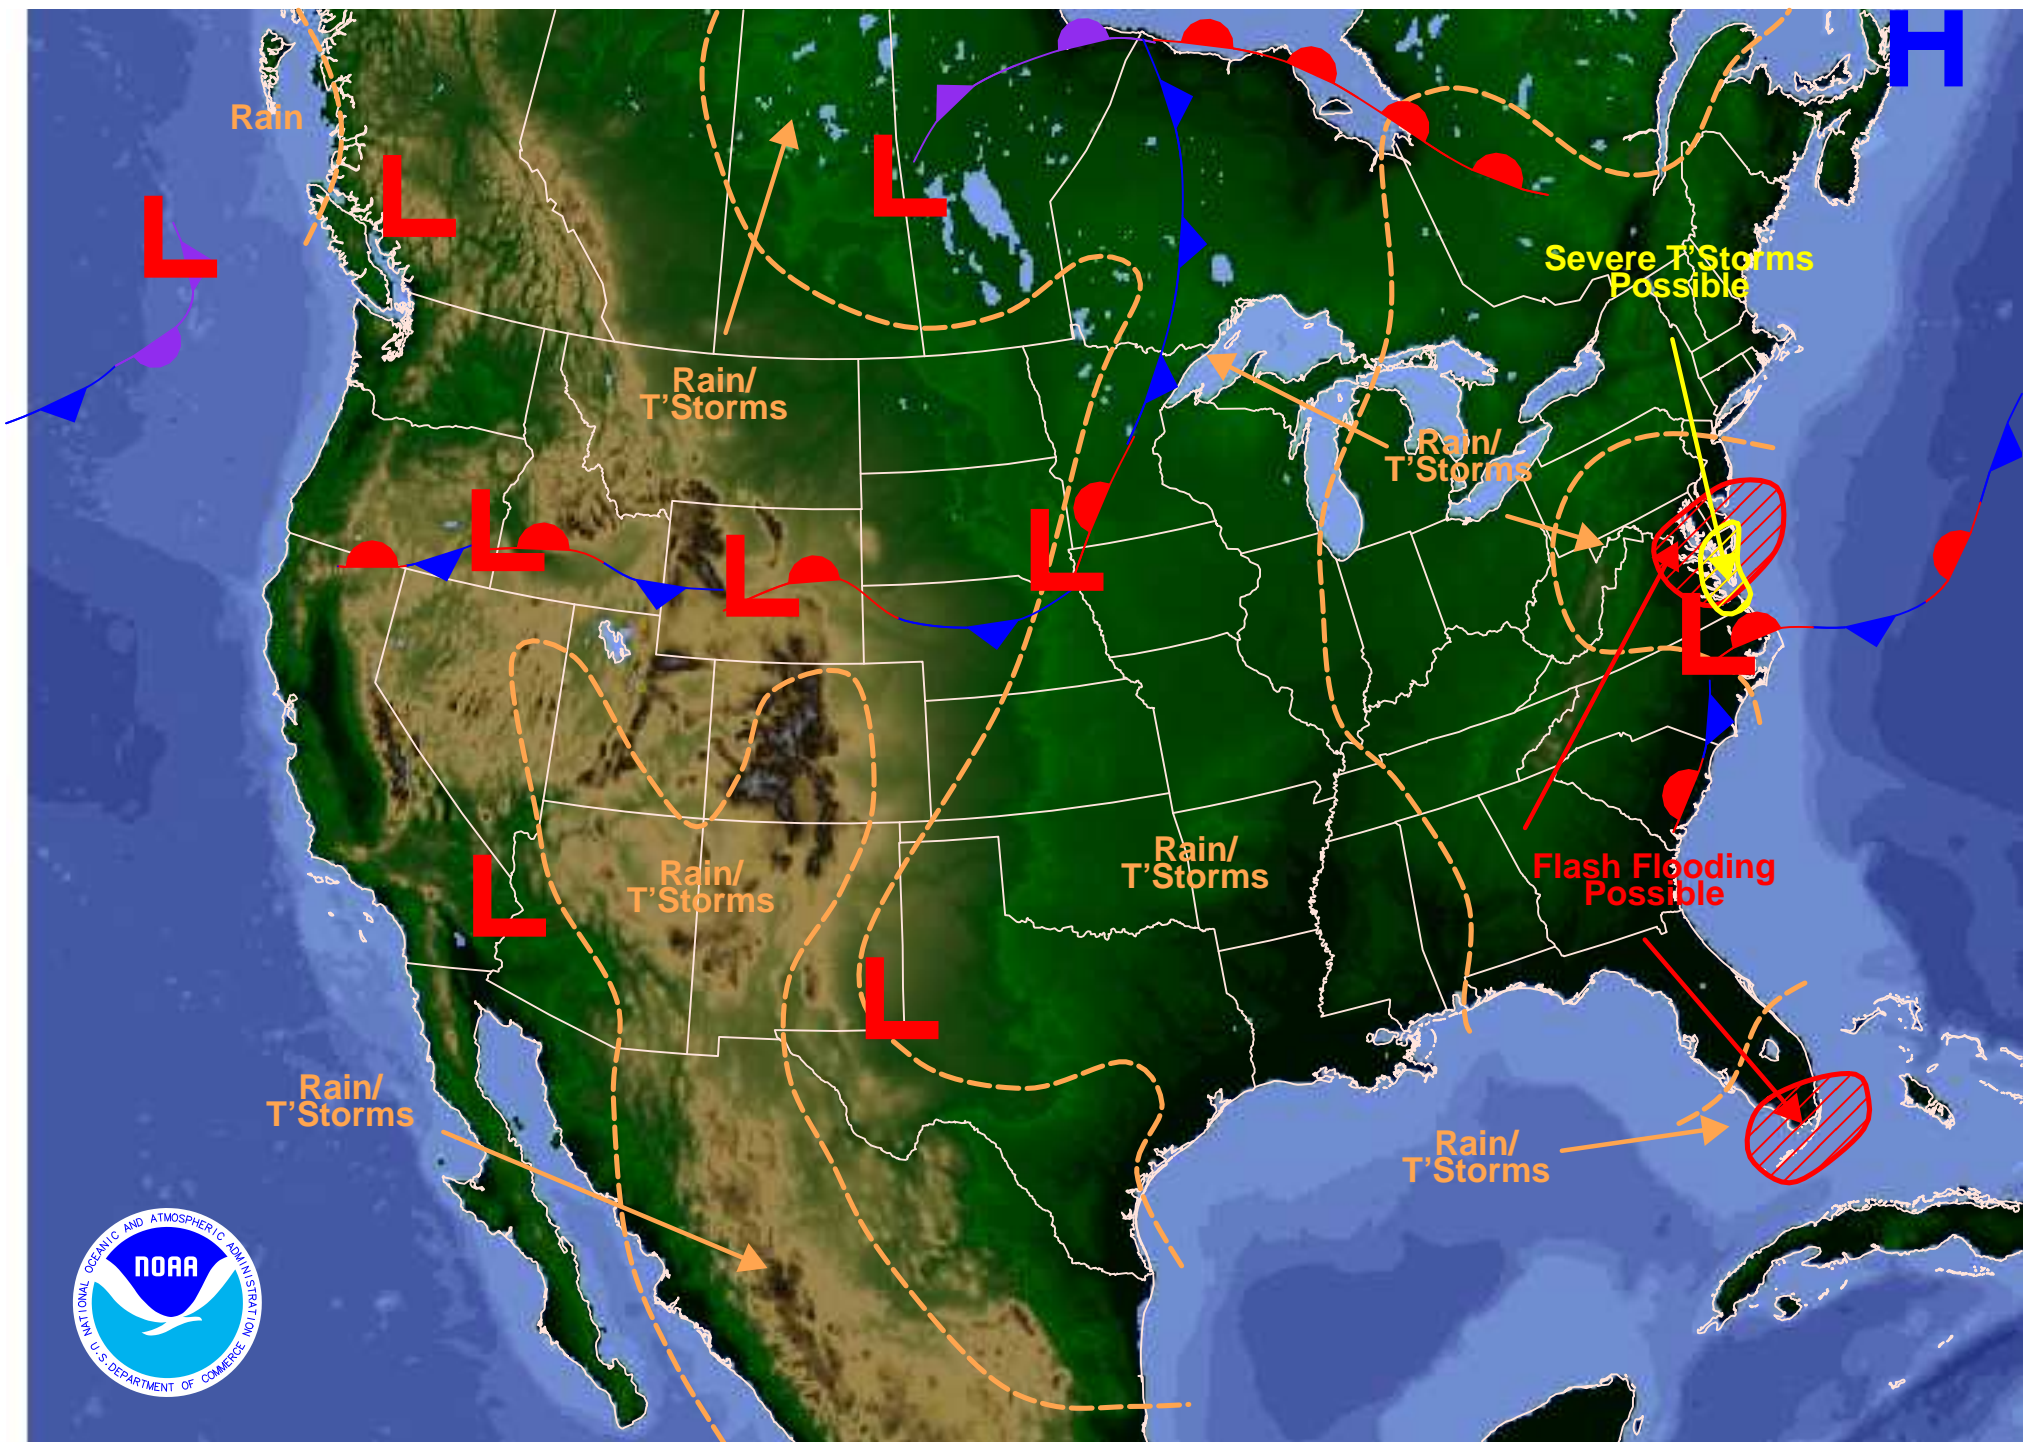 H
Rain
L
L
L
Severe T'Storms
Possible
Rain/
T'Storms
Rain/
T'Storms
L
L
L
L
Rain/
T'Storms
Rain/
T'Storms
Flash Flooding
Possible
L
L
Rain/
T'Storms
Rain/
T'Storms
NATIONAL OCEANIC AND ATMOSPHERIC ADMINISTRATION
NOAA
U.S. DEPARTMENT OF COMMERCE